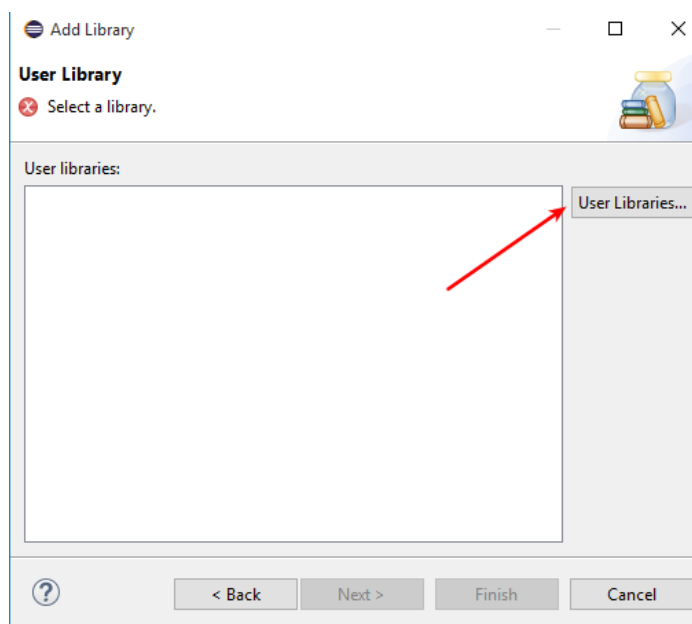 Add Library
User Library
Select a library.
User libraries:
User Libraries...
?
< Back
Next >
Finish
Cancel